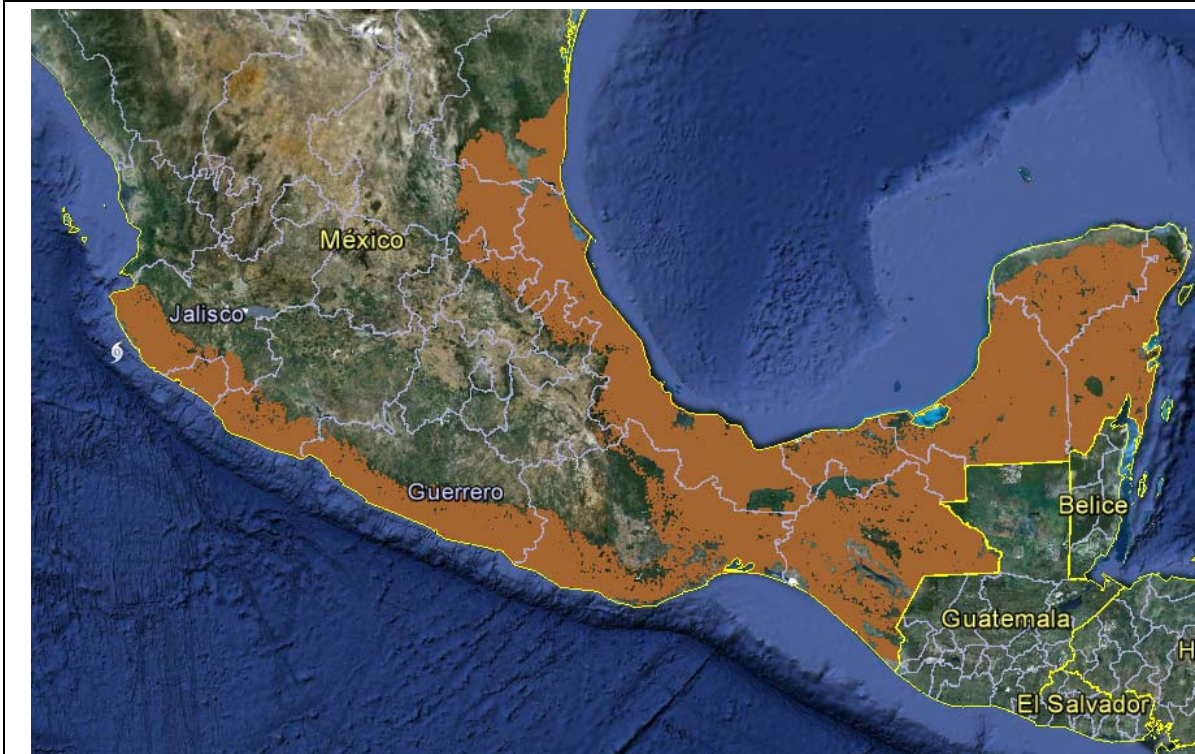 México
Jalisco
Guerrero
Belice
Guatemala
H
El Salvador